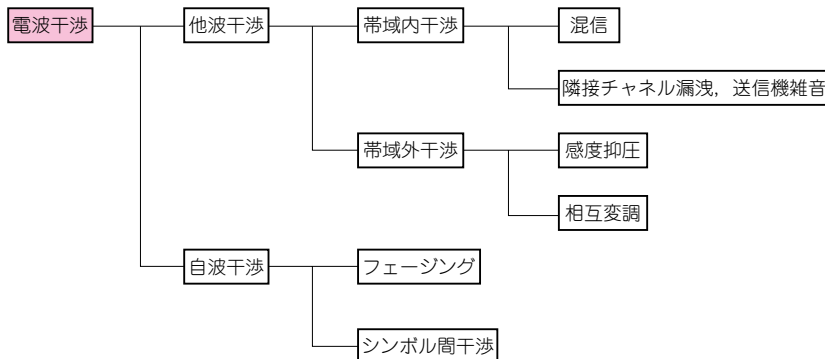 電波干渉
他波干渉
帯域内干渉
混信
隣接チャネル漏洩，送信機雑音
帯域外干渉
感度抑圧
相互変調
自波干渉
フェージング
シンボル間干渉